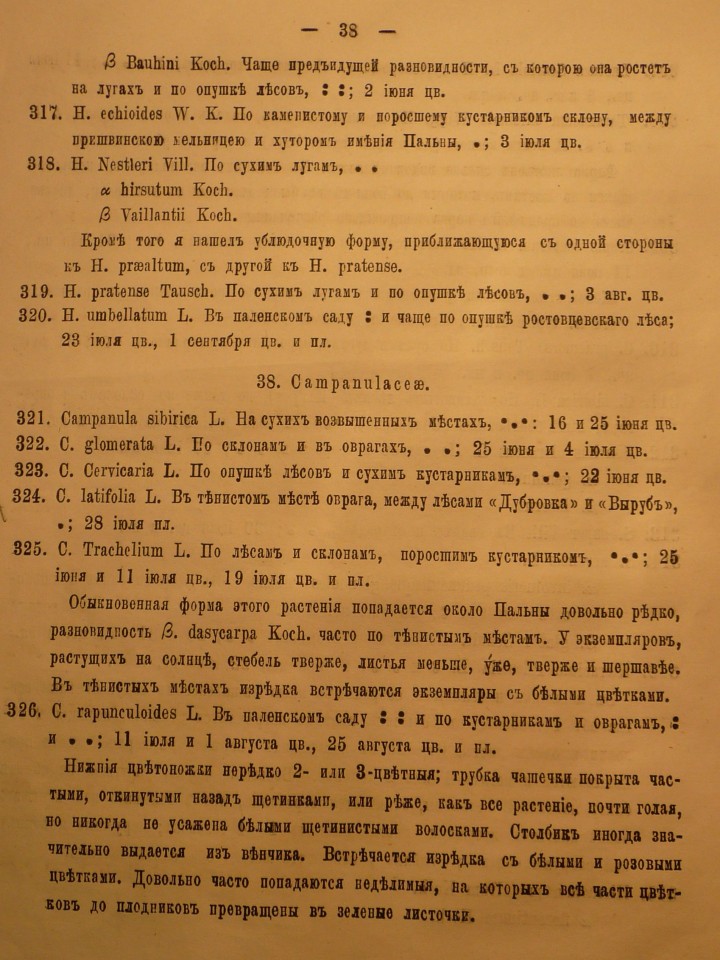 — 38 —
β Bauhini Koch. Чаще предъидущей разновидности, съ которою она ростетъ
на лугахъ и по опушкѣ лѣсовъ, : :; 2 іюня цв.
317. H. echioides W. K. По каменистому и поросшему кустарникомъ склону, между
прешвинскою мельницею и хуторомъ имѣнія Пальны, •; 3 іюля цв.
318. H. Nestleri Vill. По сухимъ лугамъ, • •
α hirsutum Koch.
β Vaillantii Koch.
Кромѣ того я нашелъ ублюдочную форму, приближающуюся съ одной стороны
къ H. præaltum, съ другой къ H. pratense.
319. H. pratense Tausch. По сухимъ лугамъ и по опушкѣ лѣсовъ, • •; 3 авг. цв.
320. H. umbellatum L. Въ паленскомъ саду : и чаще по опушкѣ ростовцевскаго лѣса;
23 іюля цв., 1 сентября цв. и пл.
38. Campanulaceæ.
321. Campanula sibirica L. На сухихъ возвышенныхъ мѣстахъ, •.•: 16 и 25 іюня цв.
322. C. glomerata L. По склонамъ и въ оврагахъ, • •; 25 іюня и 4 іюля цв.
323. C. Cervicaria L. По опушкѣ лѣсовъ и сухимъ кустарникамъ, •.•; 22 іюня цв.
324. C. latifolia L. Въ тѣнистомъ мѣстѣ оврага, между лѣсами «Дубровка» и «Вырубъ»,
•; 28 іюля пл.
325. C. Trachelium L. По лѣсамъ и склонамъ, поростимъ кустарникомъ, •.•; 25
іюня и 11 іюля цв., 19 іюля цв. и пл.
Обыкновенная форма этого растенія попадается около Пальны довольно рѣдко,
разновидность β. dasycarpa Koch. часто по тѣнистымъ мѣстамъ. У экземпляровъ,
растущихъ на солнцѣ, стебель тверже, листья меньше, у́же, тверже и шершавѣе.
Въ тѣнистыхъ мѣстахъ изрѣдка встрѣчаются экземпляры съ бѣлыми цвѣтками.
326. C. rapunculoides L. Въ паленскомъ саду : : и по кустарникамъ и оврагамъ, :
и • •; 11 іюля и 1 августа цв., 25 августа цв. и пл.
Нижнія цвѣтоножки нерѣдко 2- или 3-цвѣтныя; трубка чашечки покрыта час-
тыми, откинутыми назадъ щетинками, или рѣже, какъ все растеніе, почти голая,
но никогда не усажена бѣлыми щетинистыми волосками. Столбикъ иногда зна-
чительно выдается изъ вѣнчика. Встрѣчается изрѣдка съ бѣлыми и розовыми
цвѣтками. Довольно часто попадаются недѣлимыя, на которыхъ всѣ части цвѣт-
ковъ до плодниковъ превращены въ зеленые листочки.